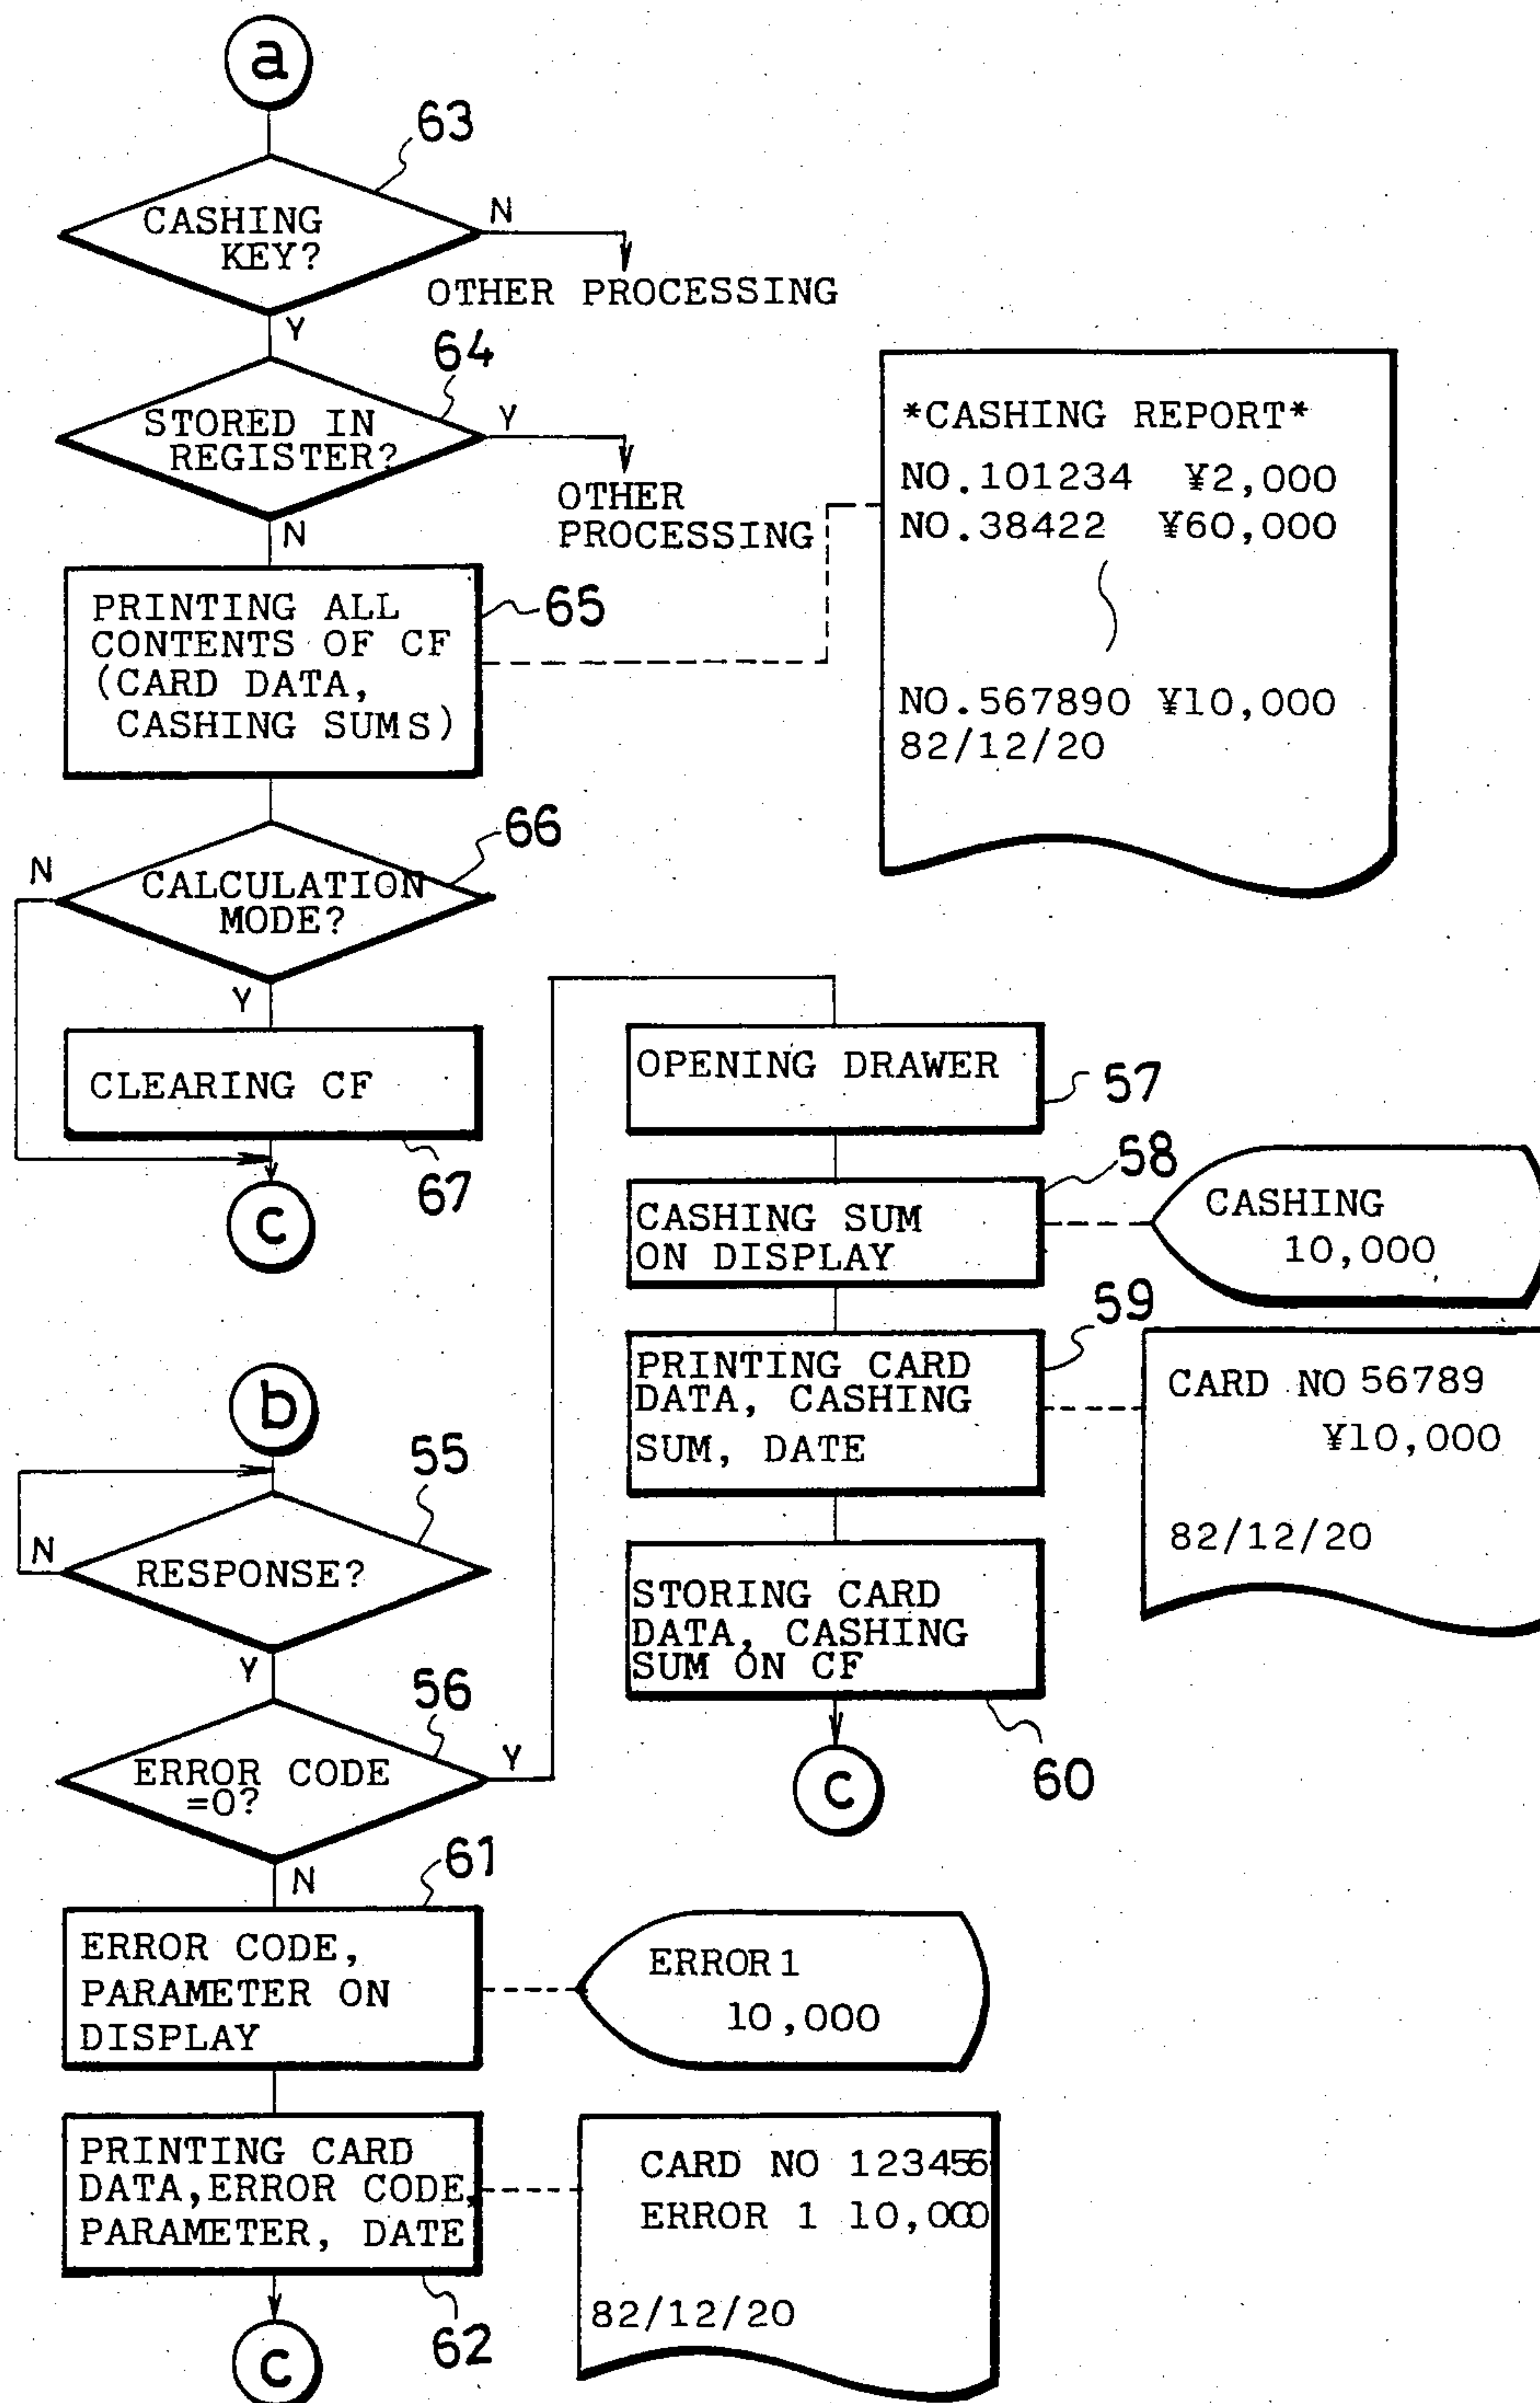 a
63
CASHING
KEY?
N
OTHER PROCESSING
Y
64
STORED IN
REGISTER?
Y
OTHER
PROCESSING
N
65
PRINTING ALL
CONTENTS OF CF
(CARD DATA,
CASHING SUMS)
*CASHING REPORT*
NO.101234 ¥2,000
NO.38422 ¥60,000
NO.567890 ¥10,000
82/12/20
66
N
CALCULATION
MODE?
Y
CLEARING CF
67
c
b
55
N
RESPONSE?
Y
56
ERROR CODE
=0?
Y
N
OPENING DRAWER
57
58
CASHING SUM
ON DISPLAY
CASHING
10,000
59
PRINTING CARD
DATA, CASHING
SUM, DATE
CARD NO 56789
¥10,000
82/12/20
STORING CARD
DATA, CASHING
SUM ON CF
60
c
61
ERROR CODE,
PARAMETER ON
DISPLAY
ERROR 1
10,000
PRINTING CARD
DATA,ERROR CODE,
PARAMETER, DATE
62
CARD NO 123456
ERROR 1 10,000
82/12/20
c